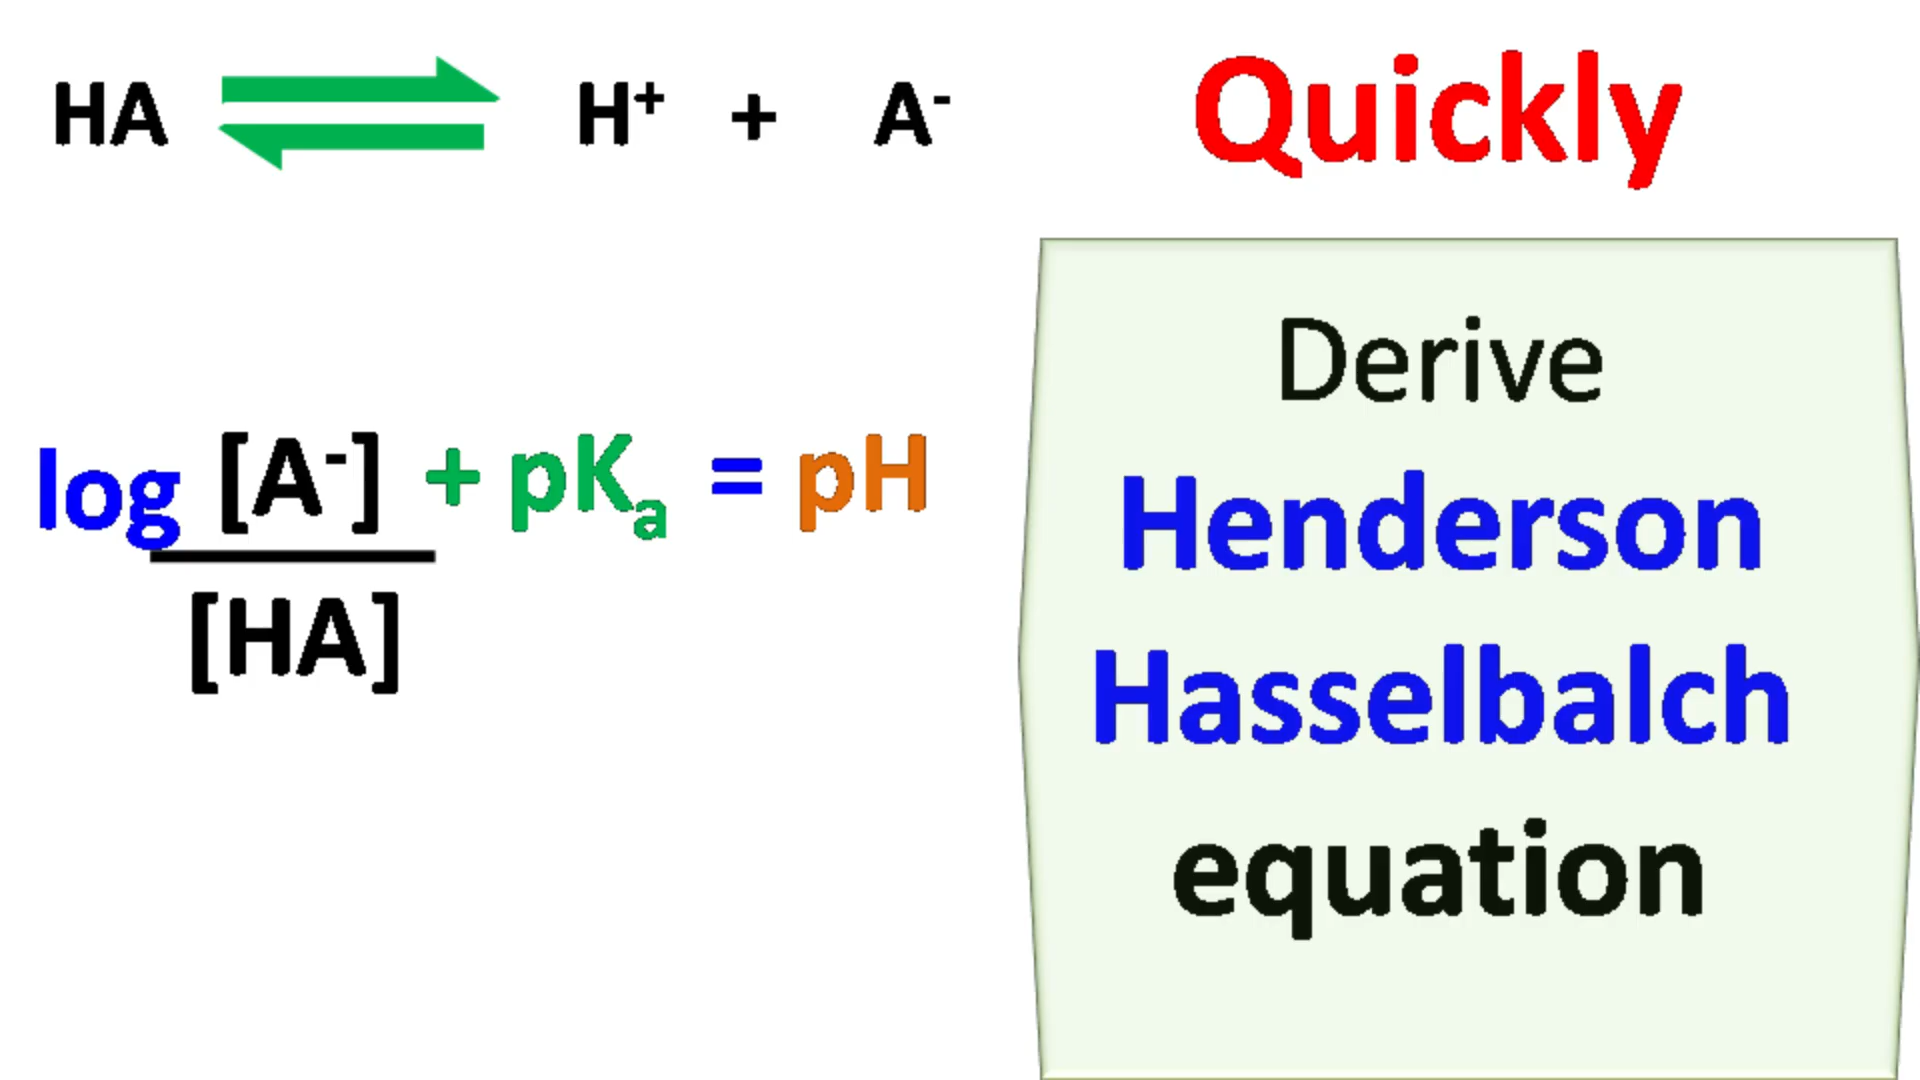 HA ⇌ H⁺ + A⁻
Quickly
log [A⁻] + pKₐ = pH
[HA]
Derive
Henderson
Hasselbalch
equation